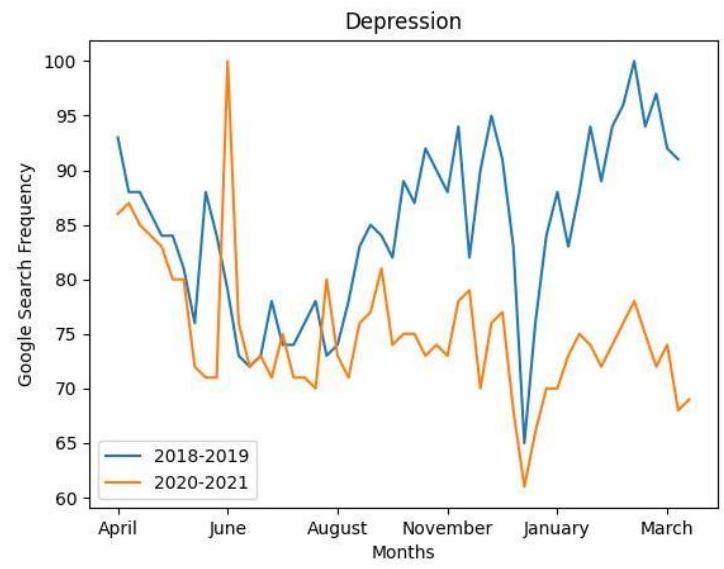 Depression
100
95
90
85
80
75
70
65
60
Google Search Frequency
2018-2019
2020-2021
April June August November January March
Months